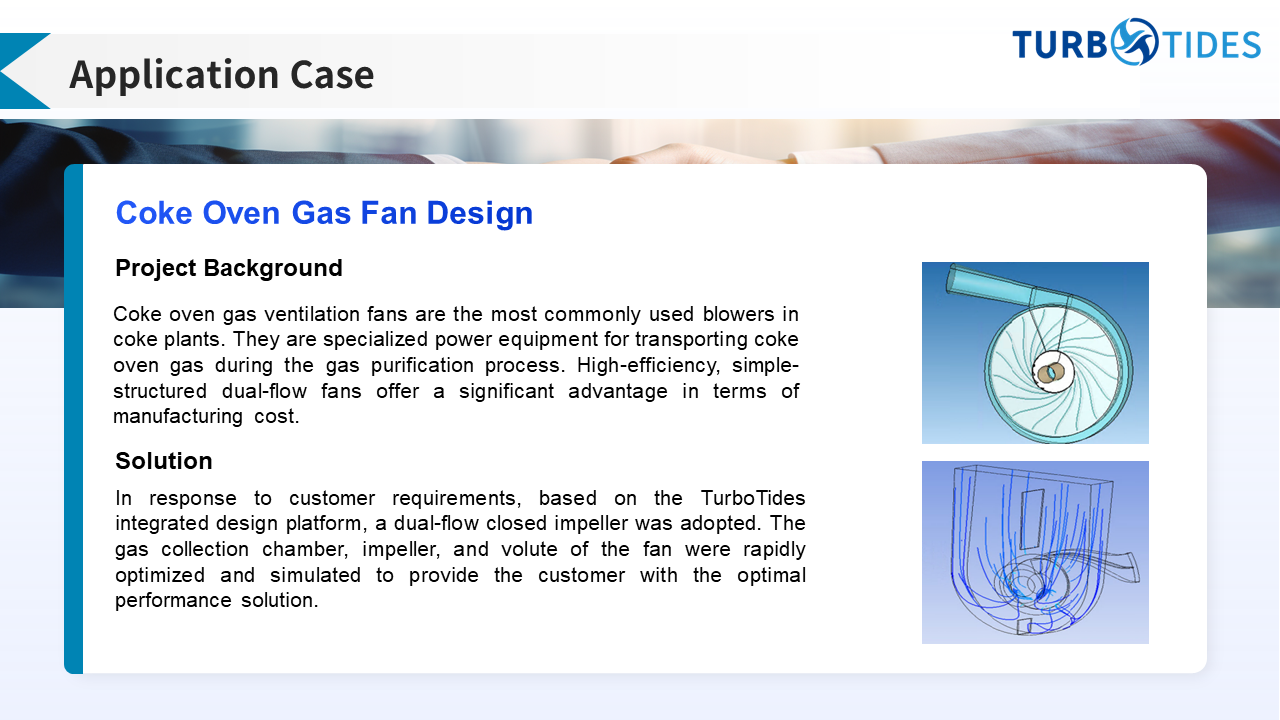 TURBOTIDES
Application Case
Coke Oven Gas Fan Design
Project Background
Coke oven gas ventilation fans are the most commonly used blowers in
coke plants. They are specialized power equipment for transporting coke
oven gas during the gas purification process. High-efficiency, simple-
structured dual-flow fans offer a significant advantage in terms of
manufacturing cost.
Solution
In response to customer requirements, based on the TurboTides
integrated design platform, a dual-flow closed impeller was adopted. The
gas collection chamber, impeller, and volute of the fan were rapidly
optimized and simulated to provide the customer with the optimal
performance solution.